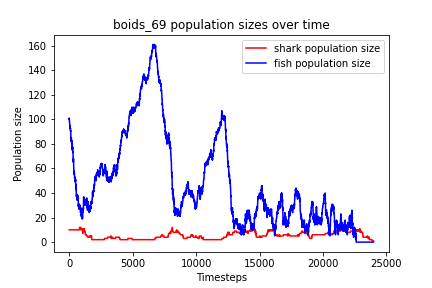 boids_69 population sizes over time
shark population size
fish population size
Population size
160
140
120
100
80
60
40
20
0
0 5000 10000 15000 20000 25000
Timesteps